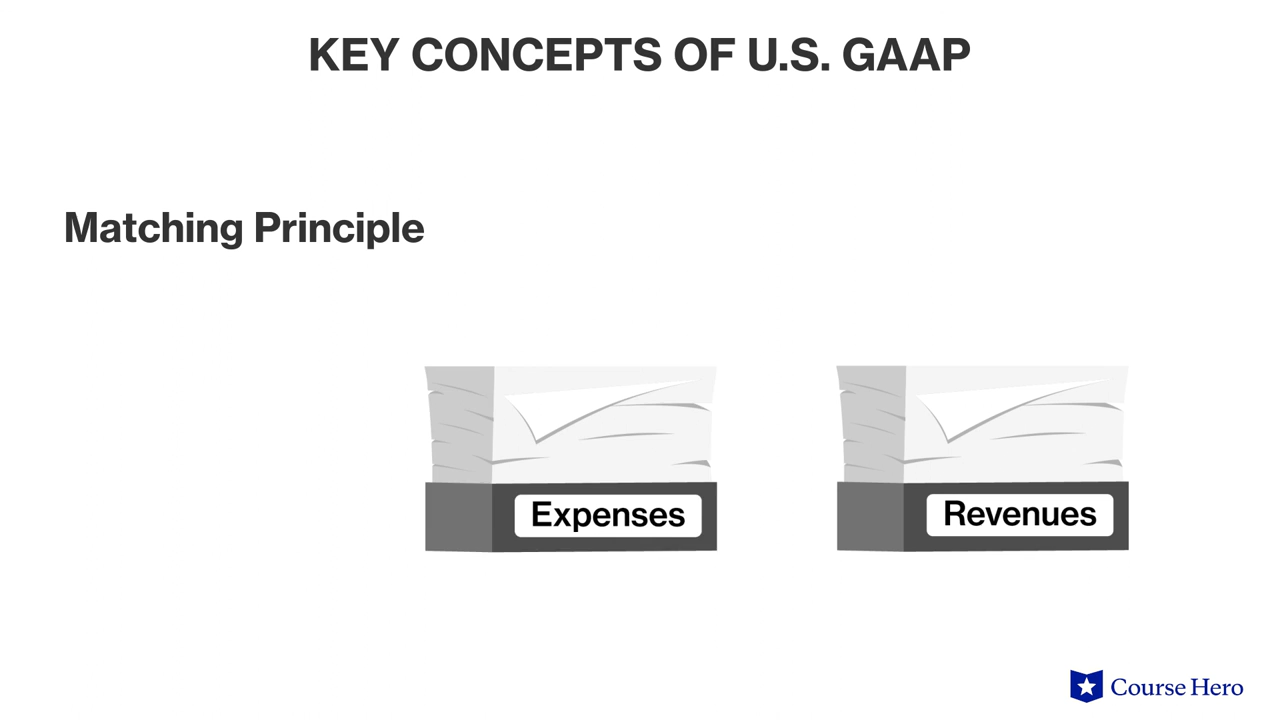 KEY CONCEPTS OF U.S. GAAP
Matching Principle
Expenses
Revenues
Course Hero